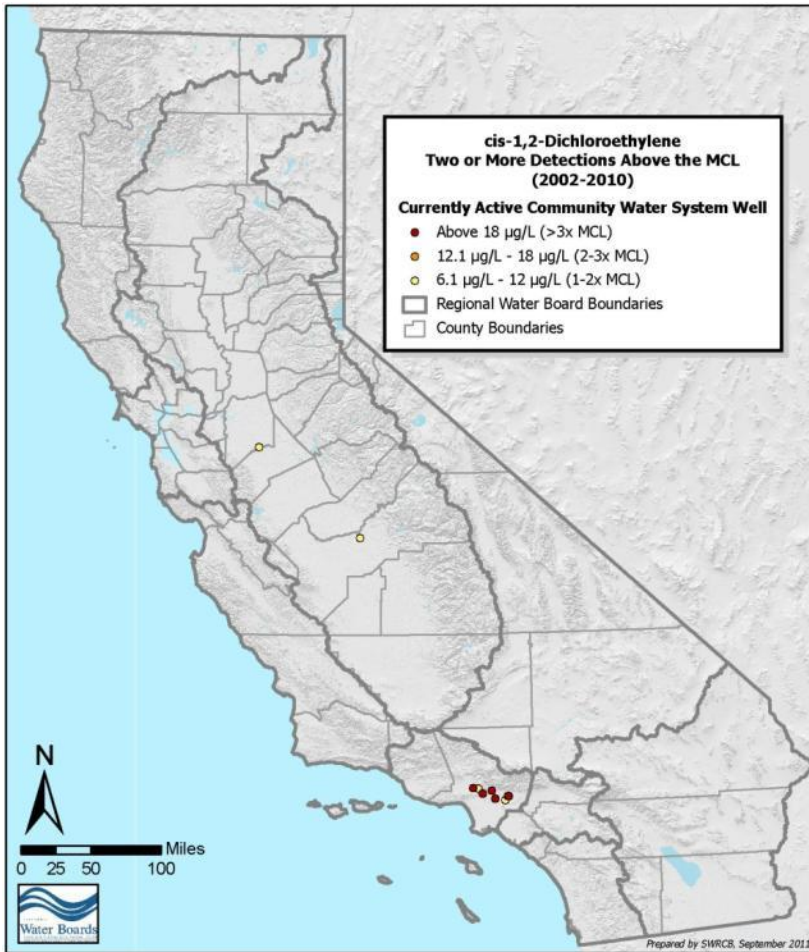 cis-1,2-Dichloroethylene
Two or More Detections Above the MCL
(2002-2010)
Currently Active Community Water System Well
Above 18 µg/L (>3x MCL)
12.1 µg/L - 18 µg/L (2-3x MCL)
6.1 µg/L - 12 µg/L (1-2x MCL)
Regional Water Board Boundaries
County Boundaries
N
Miles
0 25 50 100
Water Boards
Prepared by SWRCB, September 201